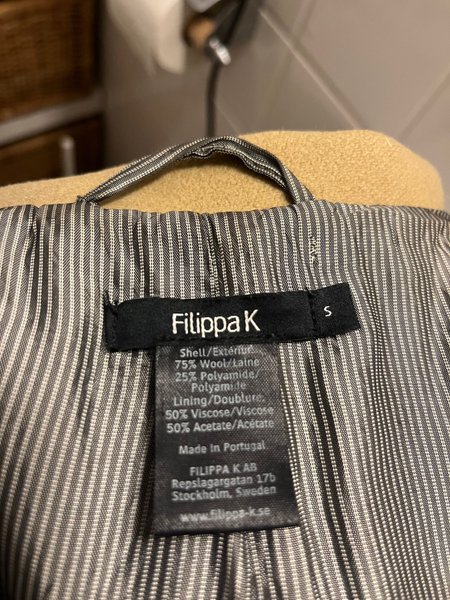 Filippa K
S
Shell/Extérieur
75% Wool/Laine
25% Polyamide/
Polyamide
Lining/Doublure
50% Viscose/Viscose
50% Acetate/Acétate
Made in Portugal
FILIPPA K AB
Repslagargatan 17b
Stockholm, Sweden
www.filippa-k.se